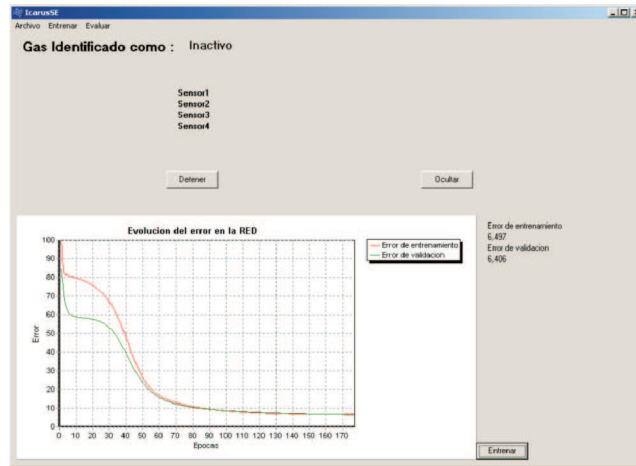 IcarusSE
Archivo Entrenar Evaluar
Gas Identificado como : Inactivo
Sensor1
Sensor2
Sensor3
Sensor4
Detener Ocultar
Evolucion del error en la RED
Error de entrenamiento
Error de validacion
Error de entrenamiento
6,497
Error de validacion
6,406
100
90
80
70
60
50
40
30
20
10
0
Error
0 10 20 30 40 50 60 70 80 90 100 110 120 130 140 150 160 170
Epocas
Entrenar